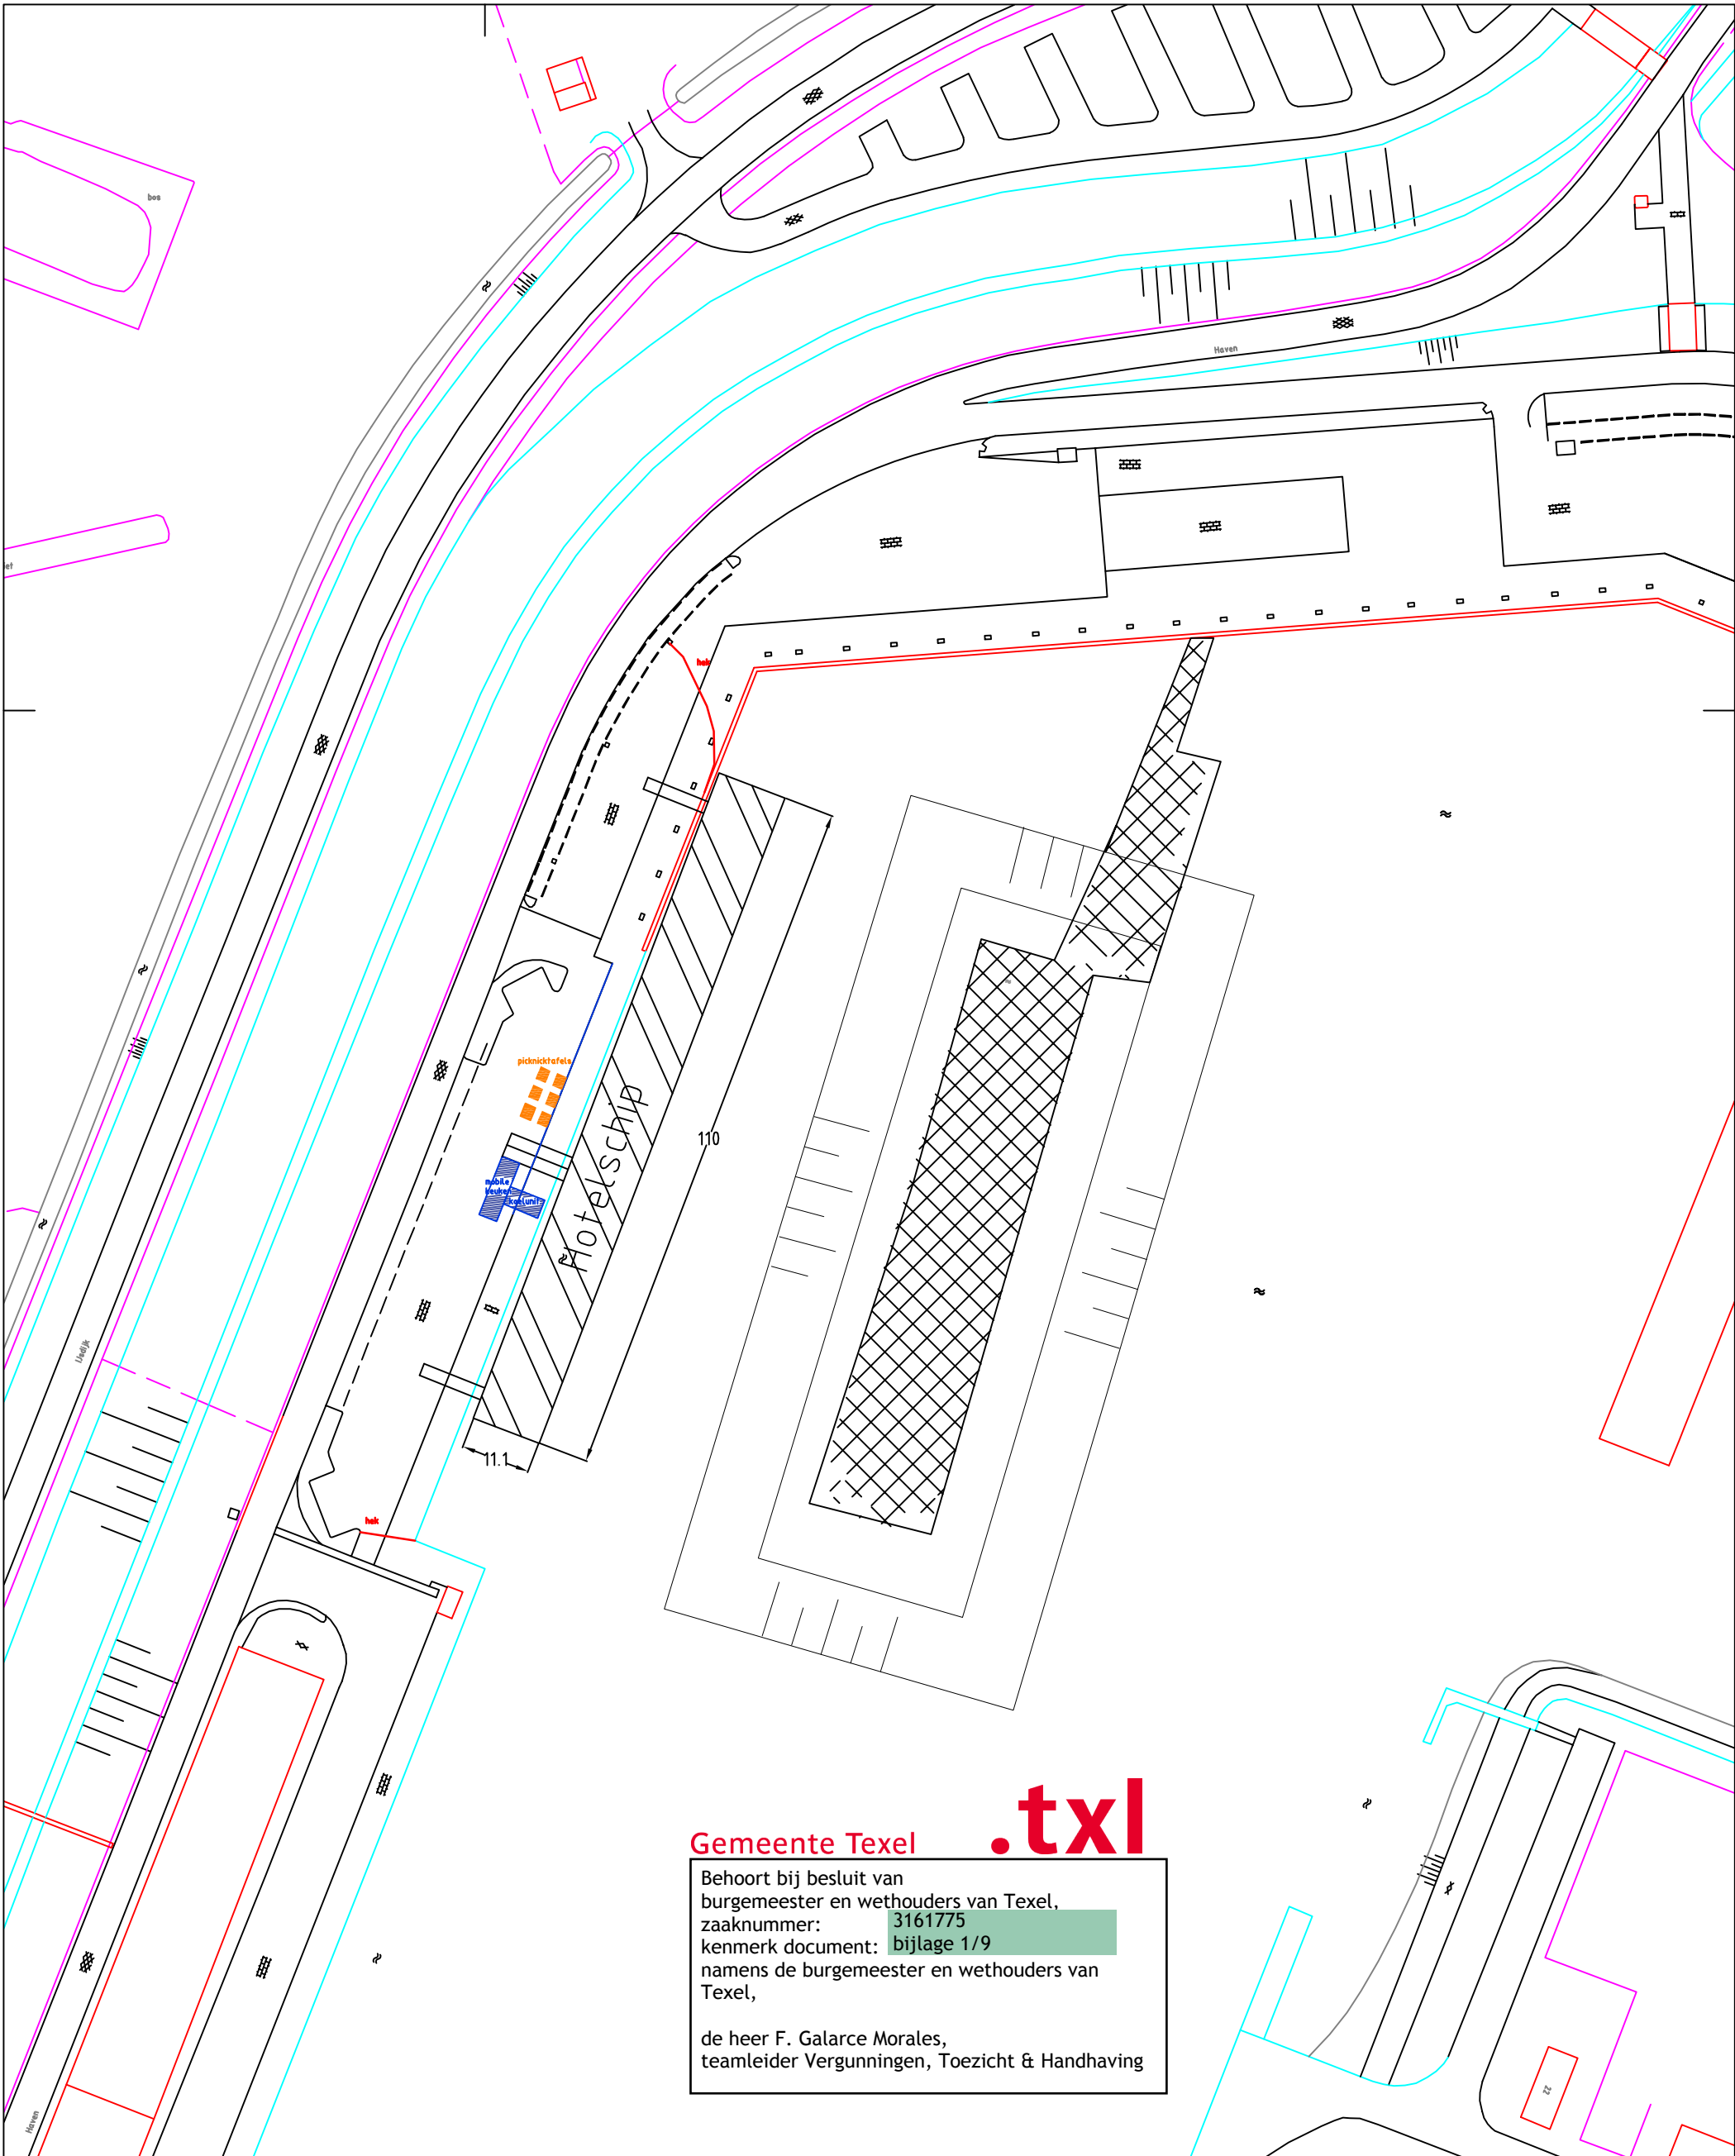 bos
Haven
hek
picknicktafels
mobile
keuken
koelunit
Hotelschip
110
11.1
IJsdijk
hek
.txl
Gemeente Texel
Behoort bij besluit van
burgemeester en wethouders van Texel,
zaaknummer: 3161775
kenmerk document: bijlage 1/9
namens de burgemeester en wethouders van
Texel,
de heer F. Galarce Morales,
teamleider Vergunningen, Toezicht & Handhaving
22
Haven